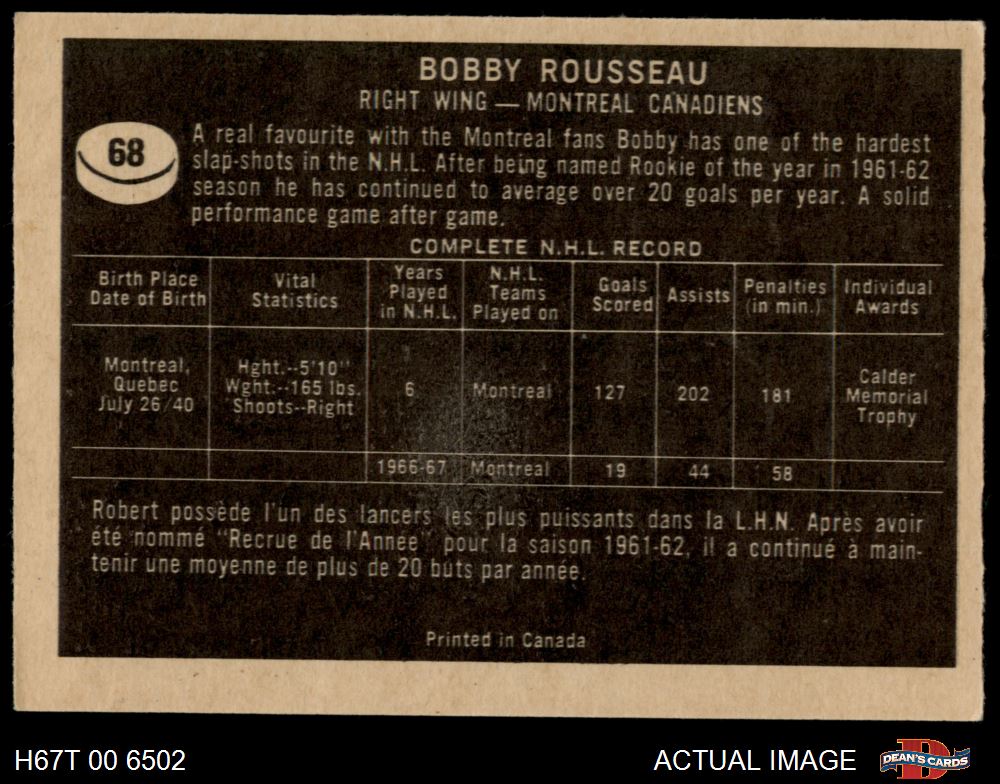 BOBBY ROUSSEAU
RIGHT WING — MONTREAL CANADIENS
68
A real favourite with the Montreal fans Bobby has one of the hardest
slap-shots in the N.H.L. After being named Rookie of the year in 1961-62
season he has continued to average over 20 goals per year. A solid
performance game after game.
COMPLETE N.H.L. RECORD
Birth Place
Date of Birth
Vital
Statistics
Years
Played
in N.H.L.
N.H.L.
Teams
Played on
Goals
Scored
Assists
Penalties
(in min.)
Individual
Awards
Montreal,
Quebec
July 26/40
Hght.--5'10"
Wght.--165 lbs.
Shoots--Right
6
Montreal
127
202
181
Calder
Memorial
Trophy
1966-67
Montreal
19
44
58
Robert possède l'un des lancers les plus puissants dans la L.H.N. Après avoir
été nommé "Recrue de l'Année" pour la saison 1961-62, il a continué à main-
tenir une moyenne de plus de 20 buts par année.
Printed in Canada
H67T 00 6502
ACTUAL IMAGE
D
DEAN'S CARDS